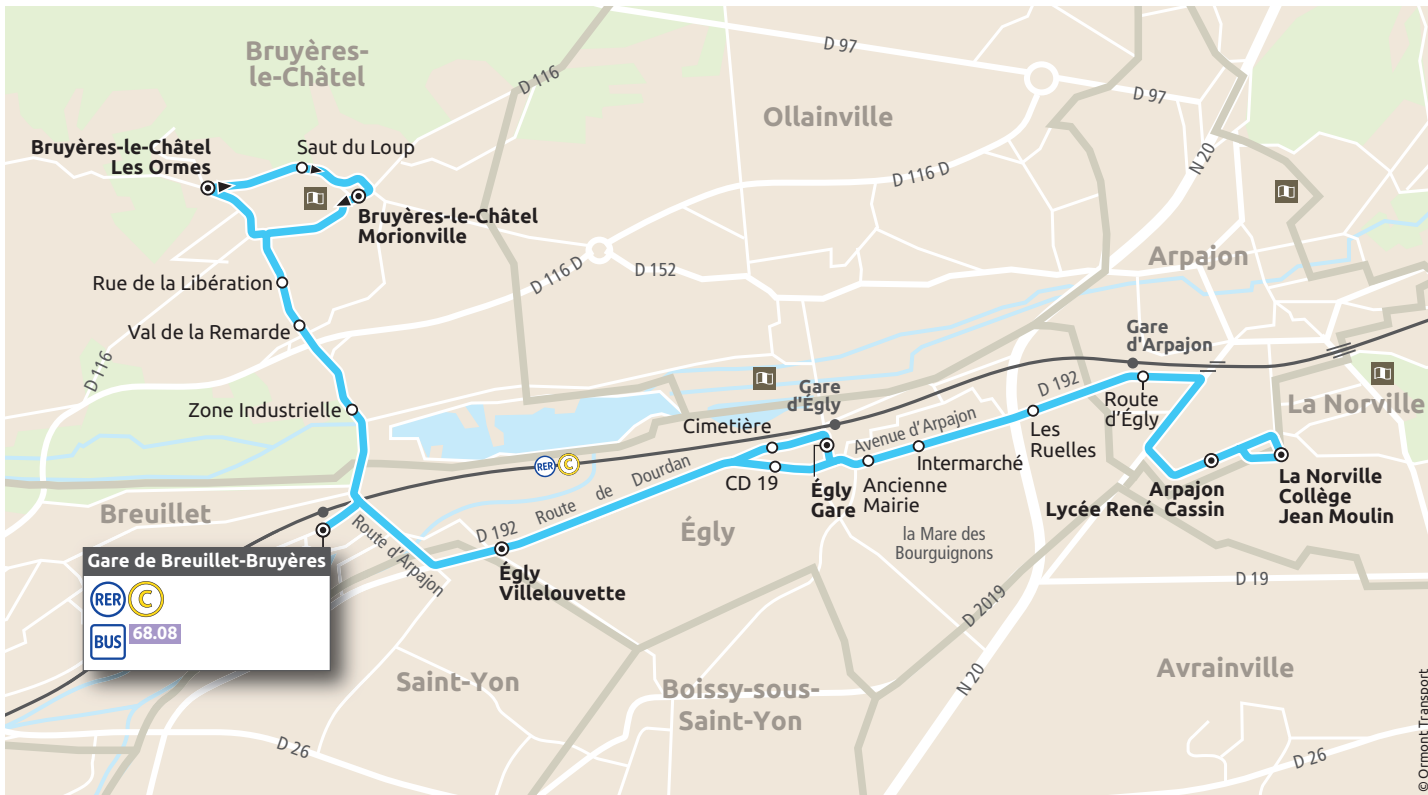 Bruyères-
le-Châtel
D 116
D 97
D 97
Ollainville
N 20
Bruyères-le-Châtel
Les Ormes
Saut du Loup
Bruyères-le-Châtel
Morionville
D 116 D
D 116 D
D 152
Arpajon
Rue de la Libération
Val de la Remarde
D 116
Zone Industrielle
Gare
d'Arpajon
Gare
d'Égly
D 192
Route
d'Égly
La Norville
Cimetière
Avenue d'Arpajon
Les
Ruelles
Intermarché
RER C
CD 19
Égly
Gare
Ancienne
Mairie
Arpajon
Lycée René Cassin
La Norville
Collège
Jean Moulin
Breuillet
Route d'Arpajon
D 192
Route de Dourdan
Égly
la Mare des
Bourguignons
Égly
Villelouvette
Gare de Breuillet-Bruyères
RER C
BUS 68.08
D 19
D 2019
N 20
Saint-Yon
Boissy-sous-
Saint-Yon
Avrainville
D 26
D 26
© Ormont Transport